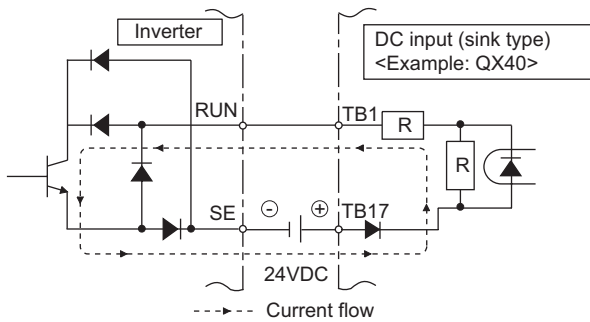 Inverter
DC input (sink type)
<Example: QX40>
RUN
TB1
R
R
SE
⊖
⊕
TB17
24VDC
Current flow